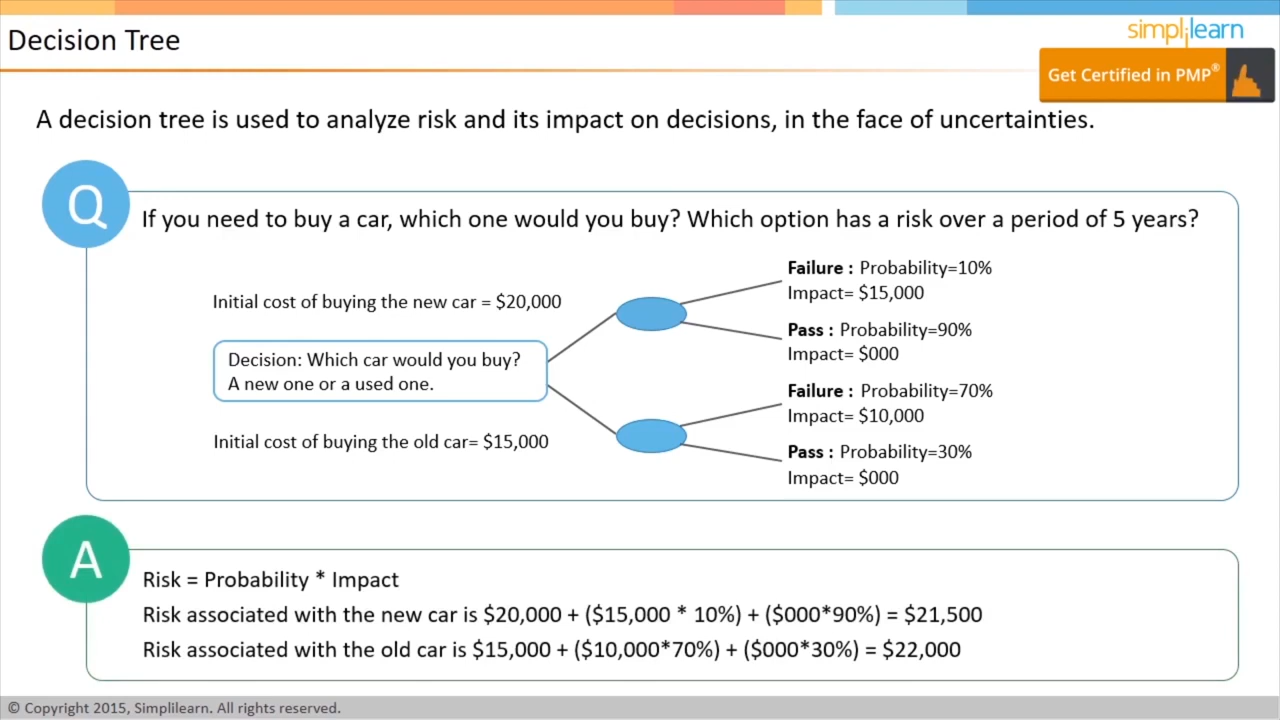 Decision Tree
simplilearn
Get Certified in PMP®
A decision tree is used to analyze risk and its impact on decisions, in the face of uncertainties.
Q
If you need to buy a car, which one would you buy? Which option has a risk over a period of 5 years?
Initial cost of buying the new car = $20,000
Decision: Which car would you buy?
A new one or a used one.
Initial cost of buying the old car= $15,000
Failure : Probability=10%
Impact= $15,000
Pass : Probability=90%
Impact= $000
Failure : Probability=70%
Impact= $10,000
Pass : Probability=30%
Impact= $000
A
Risk = Probability * Impact
Risk associated with the new car is $20,000 + ($15,000 * 10%) + ($000*90%) = $21,500
Risk associated with the old car is $15,000 + ($10,000*70%) + ($000*30%) = $22,000
© Copyright 2015, Simplilearn. All rights reserved.